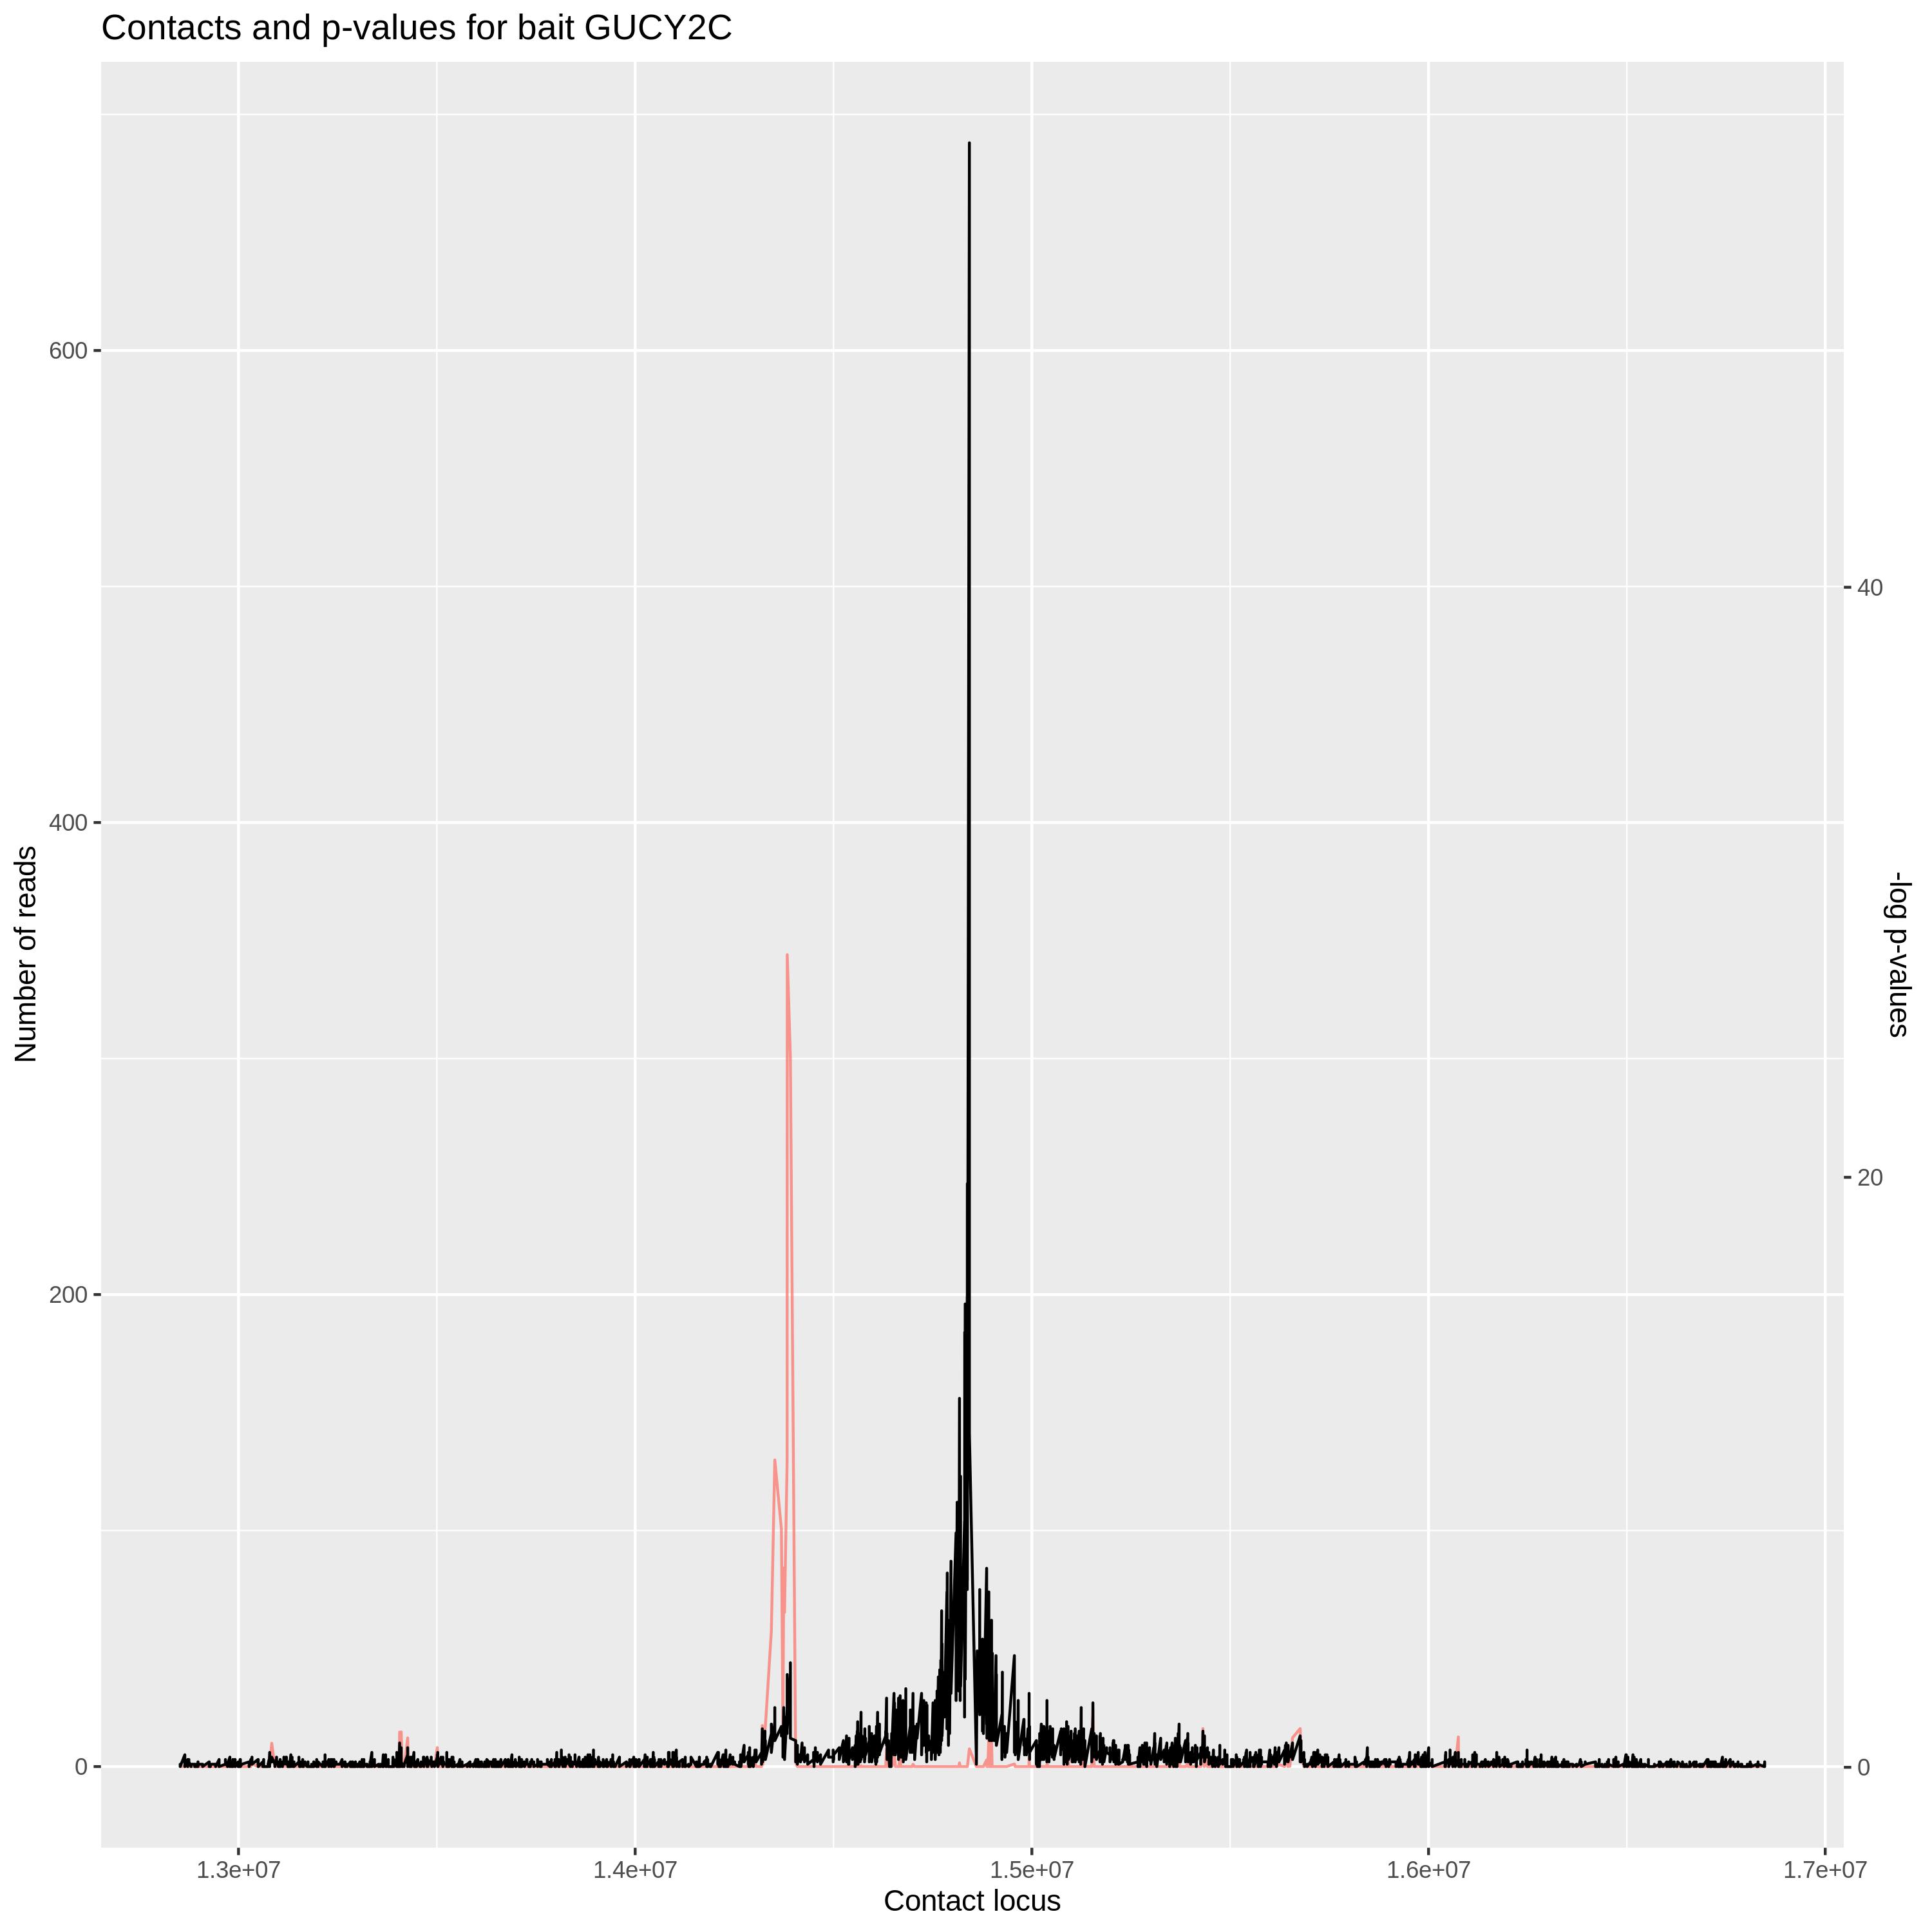 Contacts and p-values for bait GUCY2C
Number of reads
600
400
200
0
40
20
0
-log p-values
1.3e+07
1.4e+07
1.5e+07
1.6e+07
1.7e+07
Contact locus